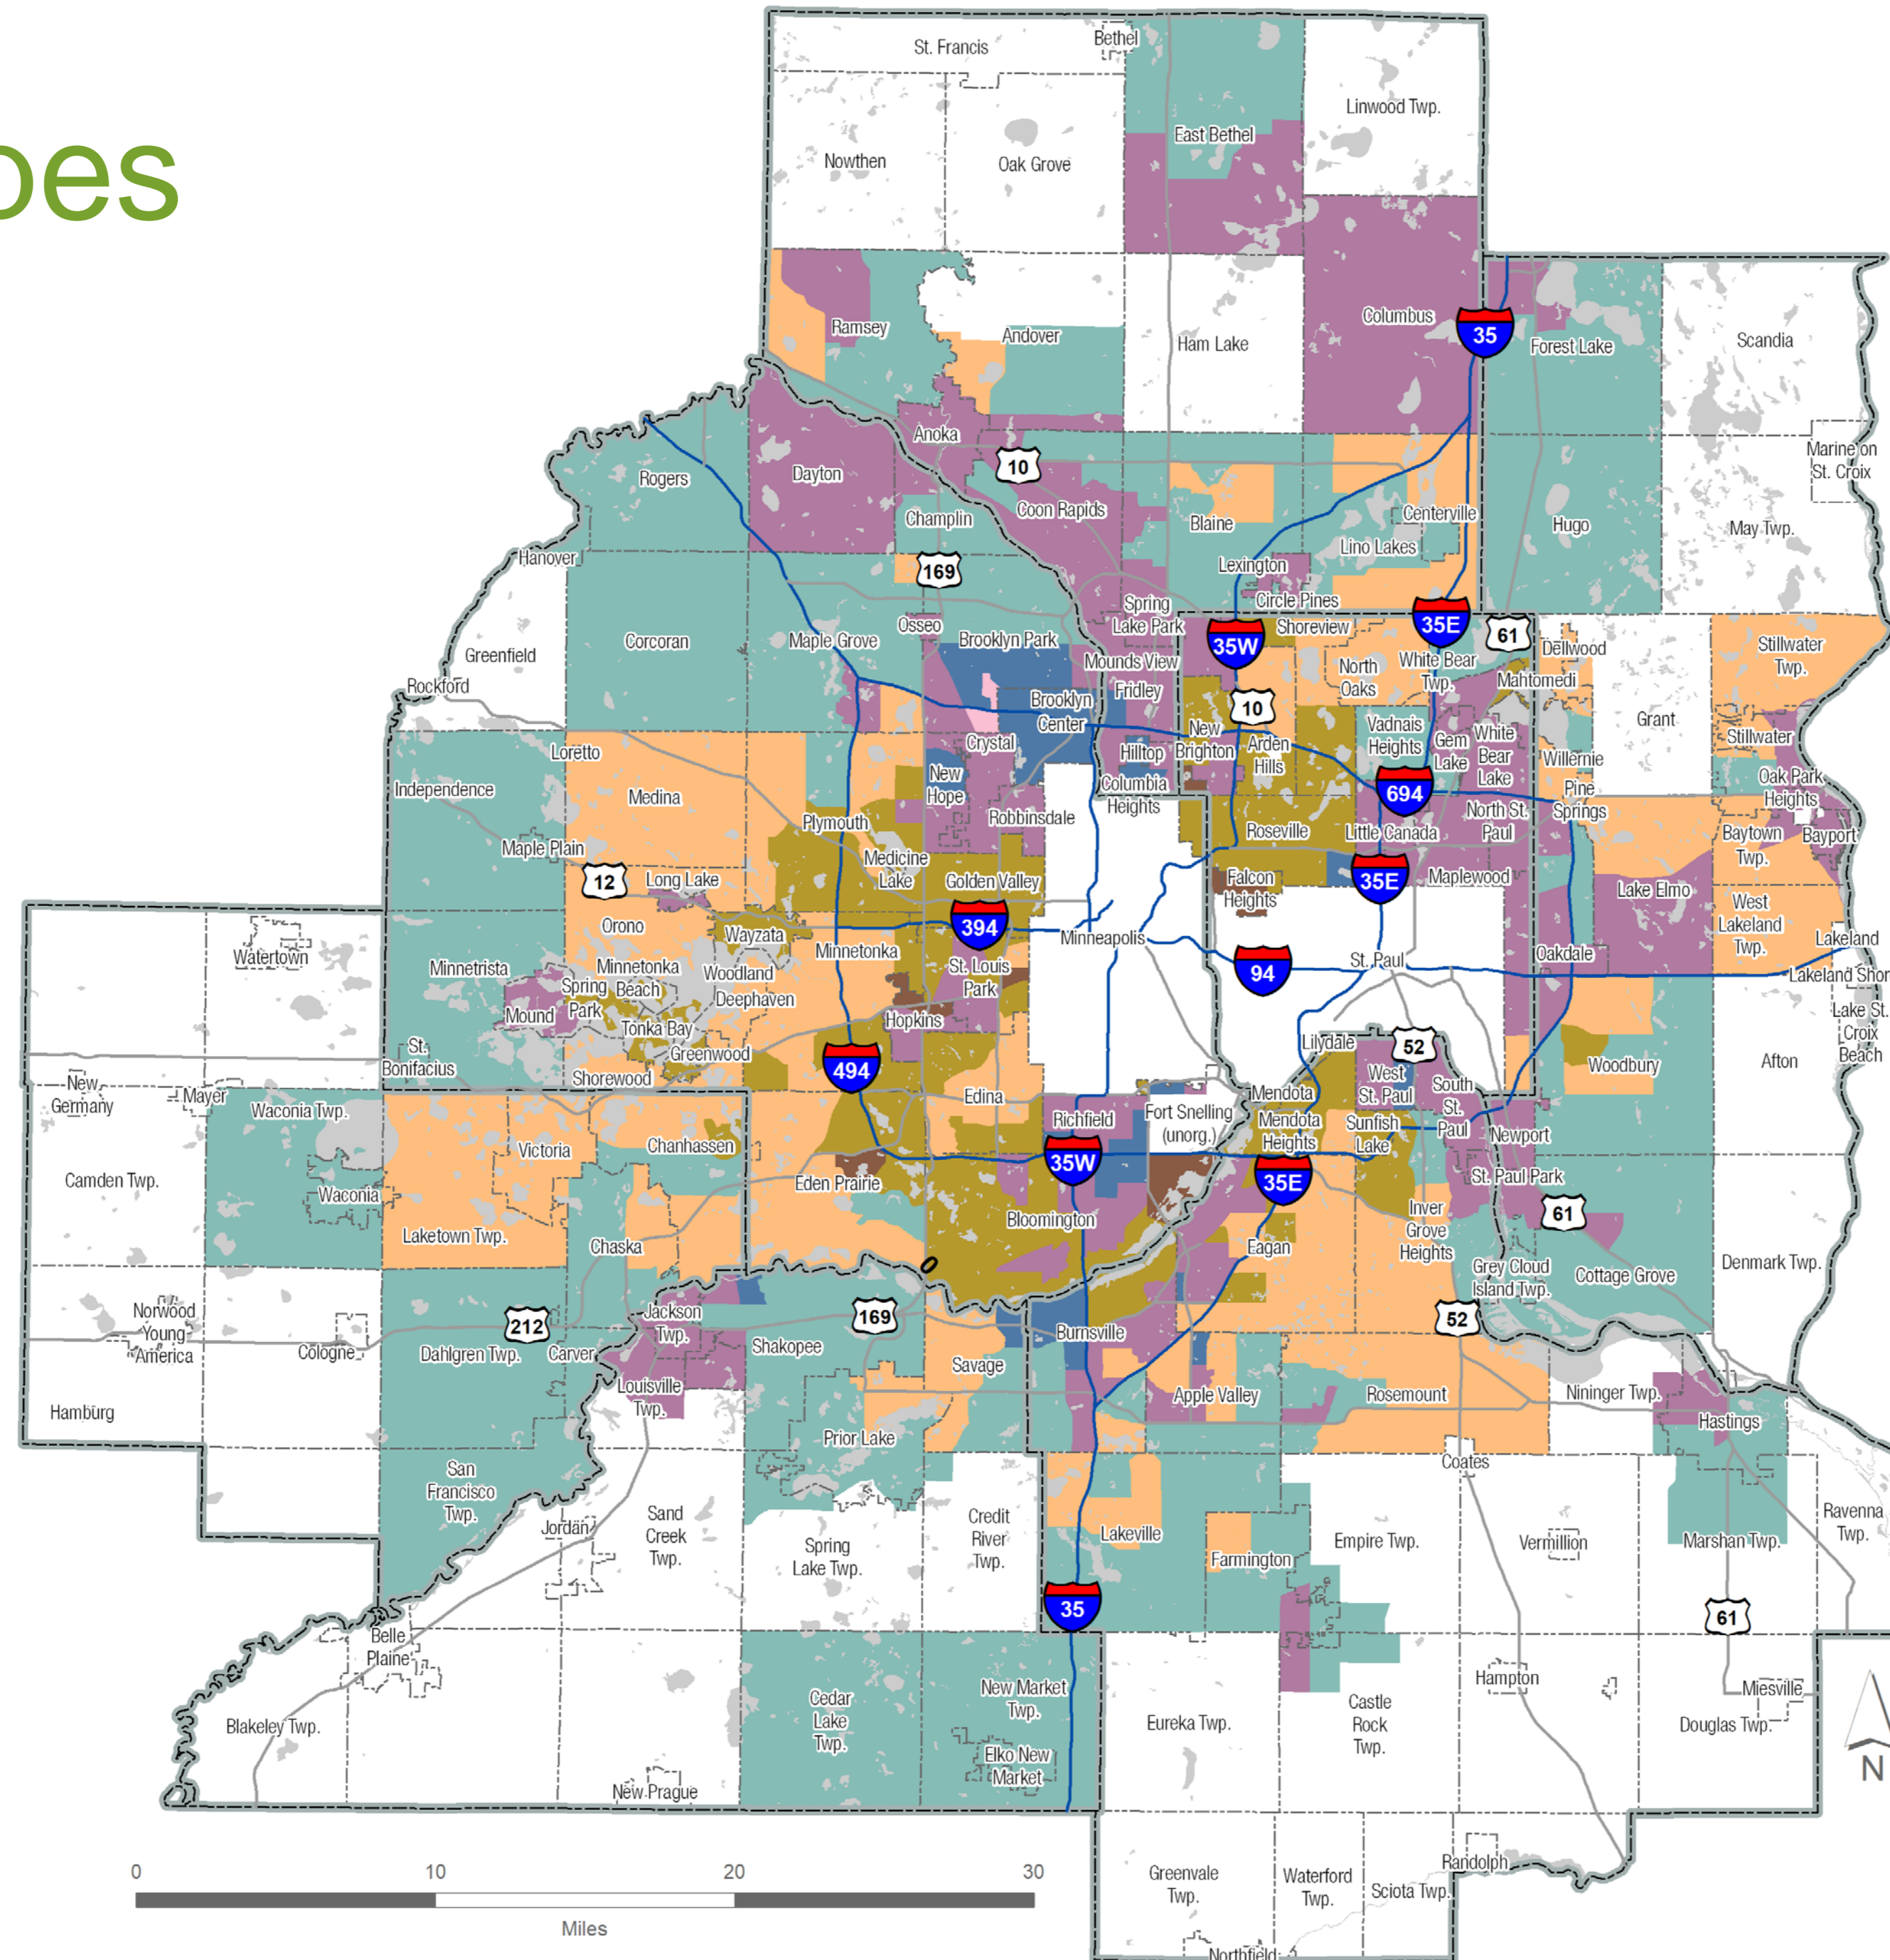 pes
St. Francis
Bethel
Linwood Twp.
East Bethel
Nowthen
Oak Grove
Ramsey
Andover
Ham Lake
Columbus
35
Forest Lake
Scandia
Anoka
10
Rogers
Dayton
Coon Rapids
Champlin
Blaine
Centerville
Hugo
Marine on
St. Croix
May Twp.
Lino Lakes
Hanover
169
Lexington
Circle Pines
Spring
Lake Park
Osseo
Shoreview
35W
35E
61
Greenfield
Corcoran
Maple Grove
Brooklyn Park
Mounds View
North
Oaks
White Bear
Twp.
Dellwood
Stillwater
Twp.
Mahtomedi
Rockford
Fridley
Brooklyn
Center
10
Grant
Vadnais
Heights
Loretto
Crystal
Hilltop
New
Brighton
Arden
Hills
Gem
Lake
White
Bear
Lake
Willernie
Stillwater
Independence
Medina
New
Hope
Columbia
Heights
694
Pine
Springs
Oak Park
Heights
Plymouth
Robbinsdale
Roseville
Little Canada
North St.
Paul
Baytown
Twp.
Bayport
Maple Plain
Medicine
Lake
12
Long Lake
Golden Valley
Falcon
Heights
35E
Maplewood
Lake Elmo
Orono
Wayzata
394
Minneapolis
West
Lakeland
Twp.
Lakeland
Watertown
Minnetonka
94
St. Paul
Oakdale
Minnetrista
Minnetonka
Beach
Woodland
St. Louis
Park
Lakeland Shor
Spring
Park
Deephaven
Mound
Tonka Bay
Hopkins
Lake St.
Croix
Beach
St.
Bonifacius
Greenwood
Lilydale
52
Shorewood
494
West
St. Paul
South
St.
Paul
Woodbury
Afton
New
Germany
Mayer
Waconia Twp.
Edina
Richfield
Fort Snelling
(unorg.)
Mendota
Mendota
Heights
Sunfish
Lake
Newport
Victoria
Chanhassen
35W
35E
Camden Twp.
Waconia
Eden Prairie
St. Paul Park
Laketown Twp.
Bloomington
Inver
Grove
Heights
61
Chaska
Eagan
Grey Cloud
Island Twp.
Cottage Grove
Denmark Twp.
Norwood
Young
America
Cologne
212
Jackson
Twp.
169
Burnsville
52
Dahlgren Twp.
Carver
Shakopee
Savage
Louisville
Twp.
Apple Valley
Rosemount
Nininger Twp.
Hamburg
Prior Lake
Hastings
San
Francisco
Twp.
Coates
Jordan
Sand
Creek
Twp.
Spring
Lake Twp.
Credit
River
Twp.
Lakeville
Farmington
Empire Twp.
Vermillion
Marshan Twp.
Ravenna
Twp.
35
61
Belle
Plaine
Cedar
Lake
Twp.
New Market
Twp.
Hampton
Miesville
Blakeley Twp.
Eureka Twp.
Castle
Rock
Twp.
Douglas Twp.
Elko New
Market
New Prague
N
Greenvale
Twp.
Waterford
Twp.
Sciota Twp.
Randolph
Northfield
0 10 20 30
Miles